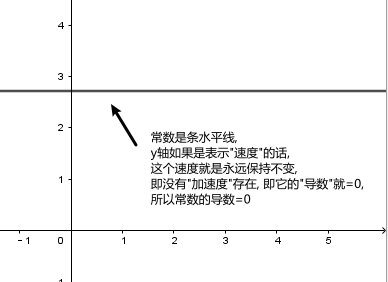 4
3
常数是条水平线,
y轴如果是表示"速度"的话,
这个速度就是永远保持不变,
即没有"加速度"存在, 即它的"导数"就=0,
所以常数的导数=0
2
1
-1 0 1 2 3 4 5